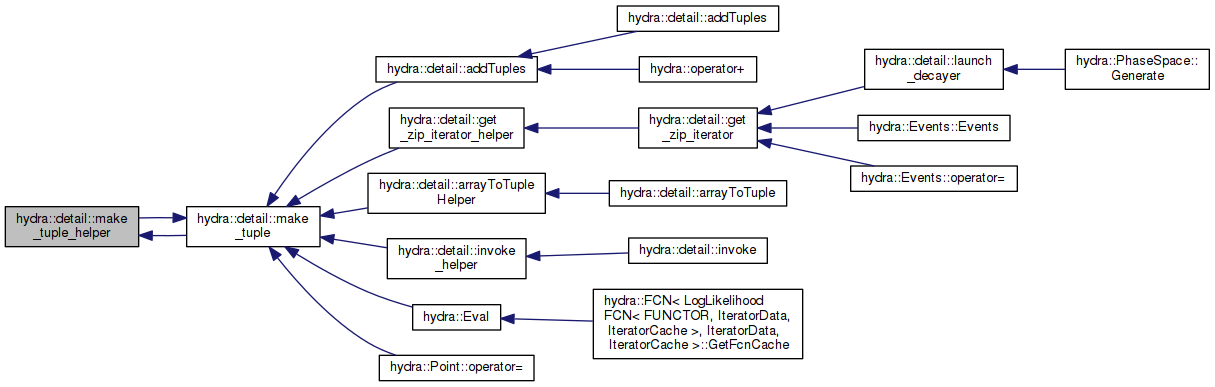 hydra::detail::make
_tuple_helper
hydra::detail::make
_tuple
hydra::detail::addTuples
hydra::detail::addTuples
hydra::operator+
hydra::detail::get
_zip_iterator_helper
hydra::detail::get
_zip_iterator
hydra::detail::launch
_decayer
hydra::PhaseSpace::
Generate
hydra::Events::Events
hydra::Events::operator=
hydra::detail::arrayToTuple
Helper
hydra::detail::arrayToTuple
hydra::detail::invoke
_helper
hydra::detail::invoke
hydra::Eval
hydra::FCN< LogLikelihood
FCN< FUNCTOR, IteratorData,
IteratorCache >, IteratorData,
IteratorCache >::GetFcnCache
hydra::Point::operator=